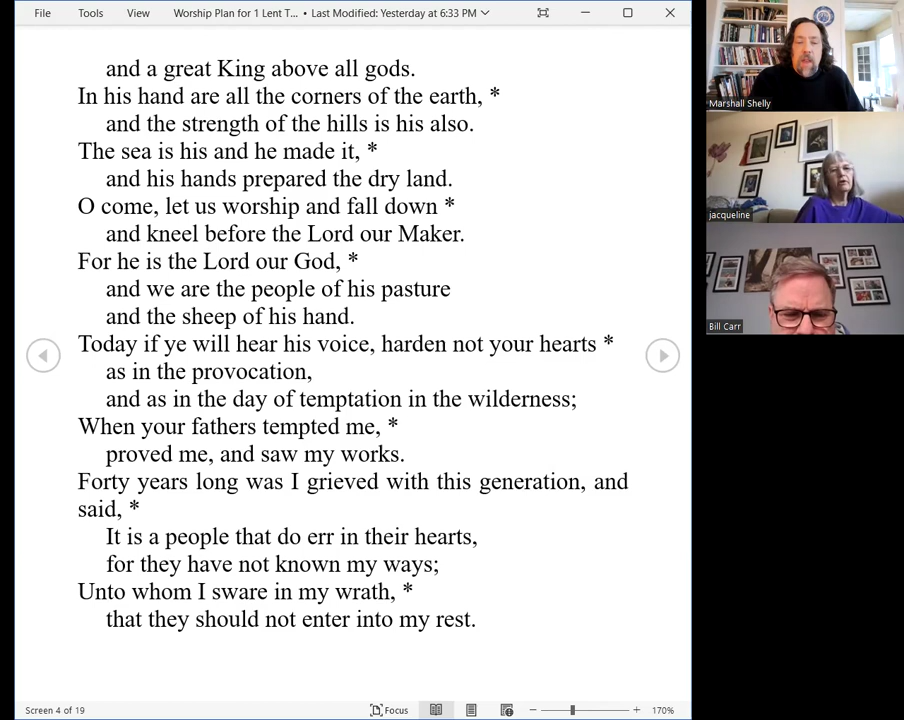 File Tools View Worship Plan for 1 Lent T... • Last Modified: Yesterday at 6:33 PM
and a great King above all gods.
In his hand are all the corners of the earth, *
and the strength of the hills is his also.
The sea is his and he made it, *
and his hands prepared the dry land.
O come, let us worship and fall down *
and kneel before the Lord our Maker.
For he is the Lord our God, *
and we are the people of his pasture
and the sheep of his hand.
Today if ye will hear his voice, harden not your hearts *
as in the provocation,
and as in the day of temptation in the wilderness;
When your fathers tempted me, *
proved me, and saw my works.
Forty years long was I grieved with this generation, and
said, *
It is a people that do err in their hearts,
for they have not known my ways;
Unto whom I sware in my wrath, *
that they should not enter into my rest.
Screen 4 of 19 Focus 170%
Marshall Shelly
jacqueline
Bill Carr